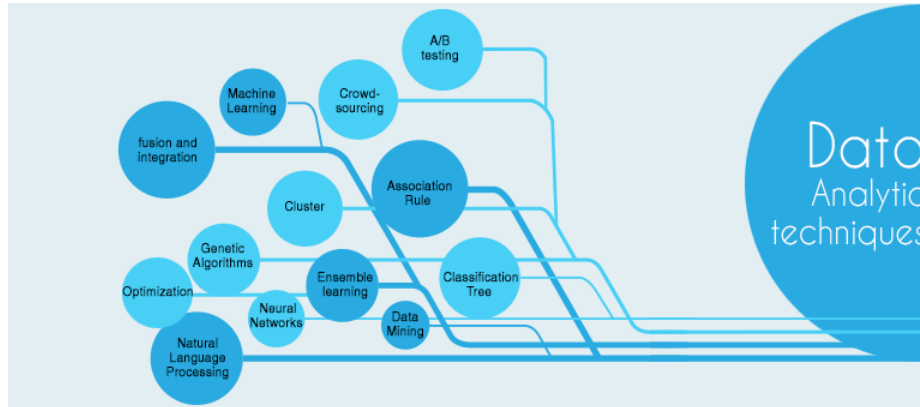 A/B
testing
Machine
Learning
Crowd-
sourcing
fusion and
integration
Association
Rule
Cluster
Genetic
Algorithms
Ensemble
learning
Classification
Tree
Optimization
Neural
Networks
Data
Mining
Natural
Language
Processing
Data
Analytic
techniques